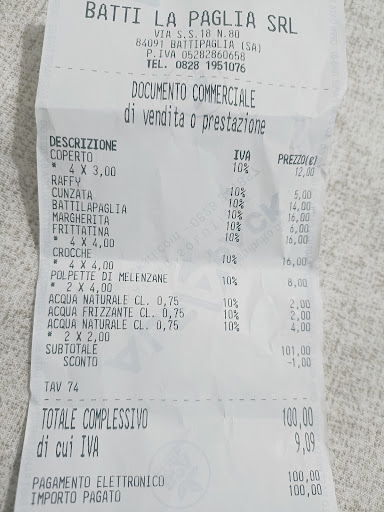 BATTI LA PAGLIA SRL
VIA S.S.18 N.80
84091 BATTIPAGLIA (SA)
P.IVA 05282860658
TEL. 0828 1951076
DOCUMENTO COMMERCIALE
di vendita o prestazione
DESCRIZIONE IVA PREZZO(€)
COPERTO 10% 12,00
* 4 X 3,00
RAFFY 10% 5,00
CUNZATA 10% 14,00
BATTILAPAGLIA 10% 16,00
MARGHERITA 10% 6,00
FRITTATINA 10% 16,00
* 4 X 4,00
CROCCHE 10% 16,00
* 4 X 4,00
POLPETTE DI MELENZANE 10% 8,00
* 2 X 4,00
ACQUA NATURALE CL. 0,75 10% 2,00
ACQUA FRIZZANTE CL. 0,75 10% 2,00
ACQUA NATURALE CL. 0,75 10% 4,00
* 2 X 2,00
SUBTOTALE 101,00
SCONTO -1,00
TAV 74
TOTALE COMPLESSIVO 100,00
di cui IVA 9,09
PAGAMENTO ELETTRONICO 100,00
IMPORTO PAGATO 100,00